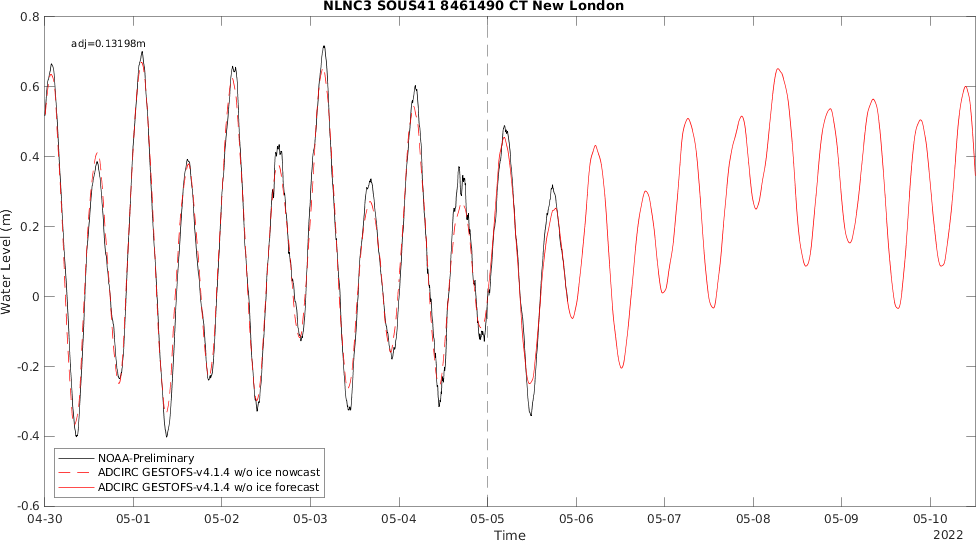 NLNC3 SOUS41 8461490 CT New London
adj=0.13198m
0.8
0.6
0.4
0.2
0
-0.2
-0.4
-0.6
Water Level (m)
NOAA-Preliminary
ADCIRC GESTOFS-v4.1.4 w/o ice nowcast
ADCIRC GESTOFS-v4.1.4 w/o ice forecast
04-30 05-01 05-02 05-03 05-04 05-05 05-06 05-07 05-08 05-09 05-10
Time
2022